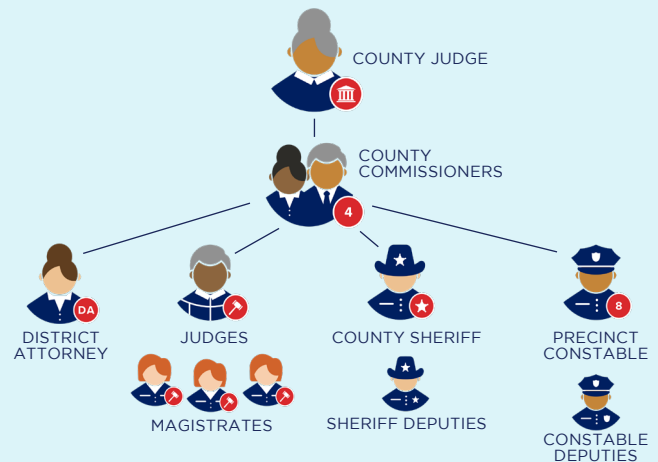 COUNTY JUDGE
COUNTY
COMMISSIONERS
4
DA
8
DISTRICT
ATTORNEY
JUDGES
COUNTY SHERIFF
PRECINCT
CONSTABLE
MAGISTRATES
SHERIFF DEPUTIES
CONSTABLE
DEPUTIES